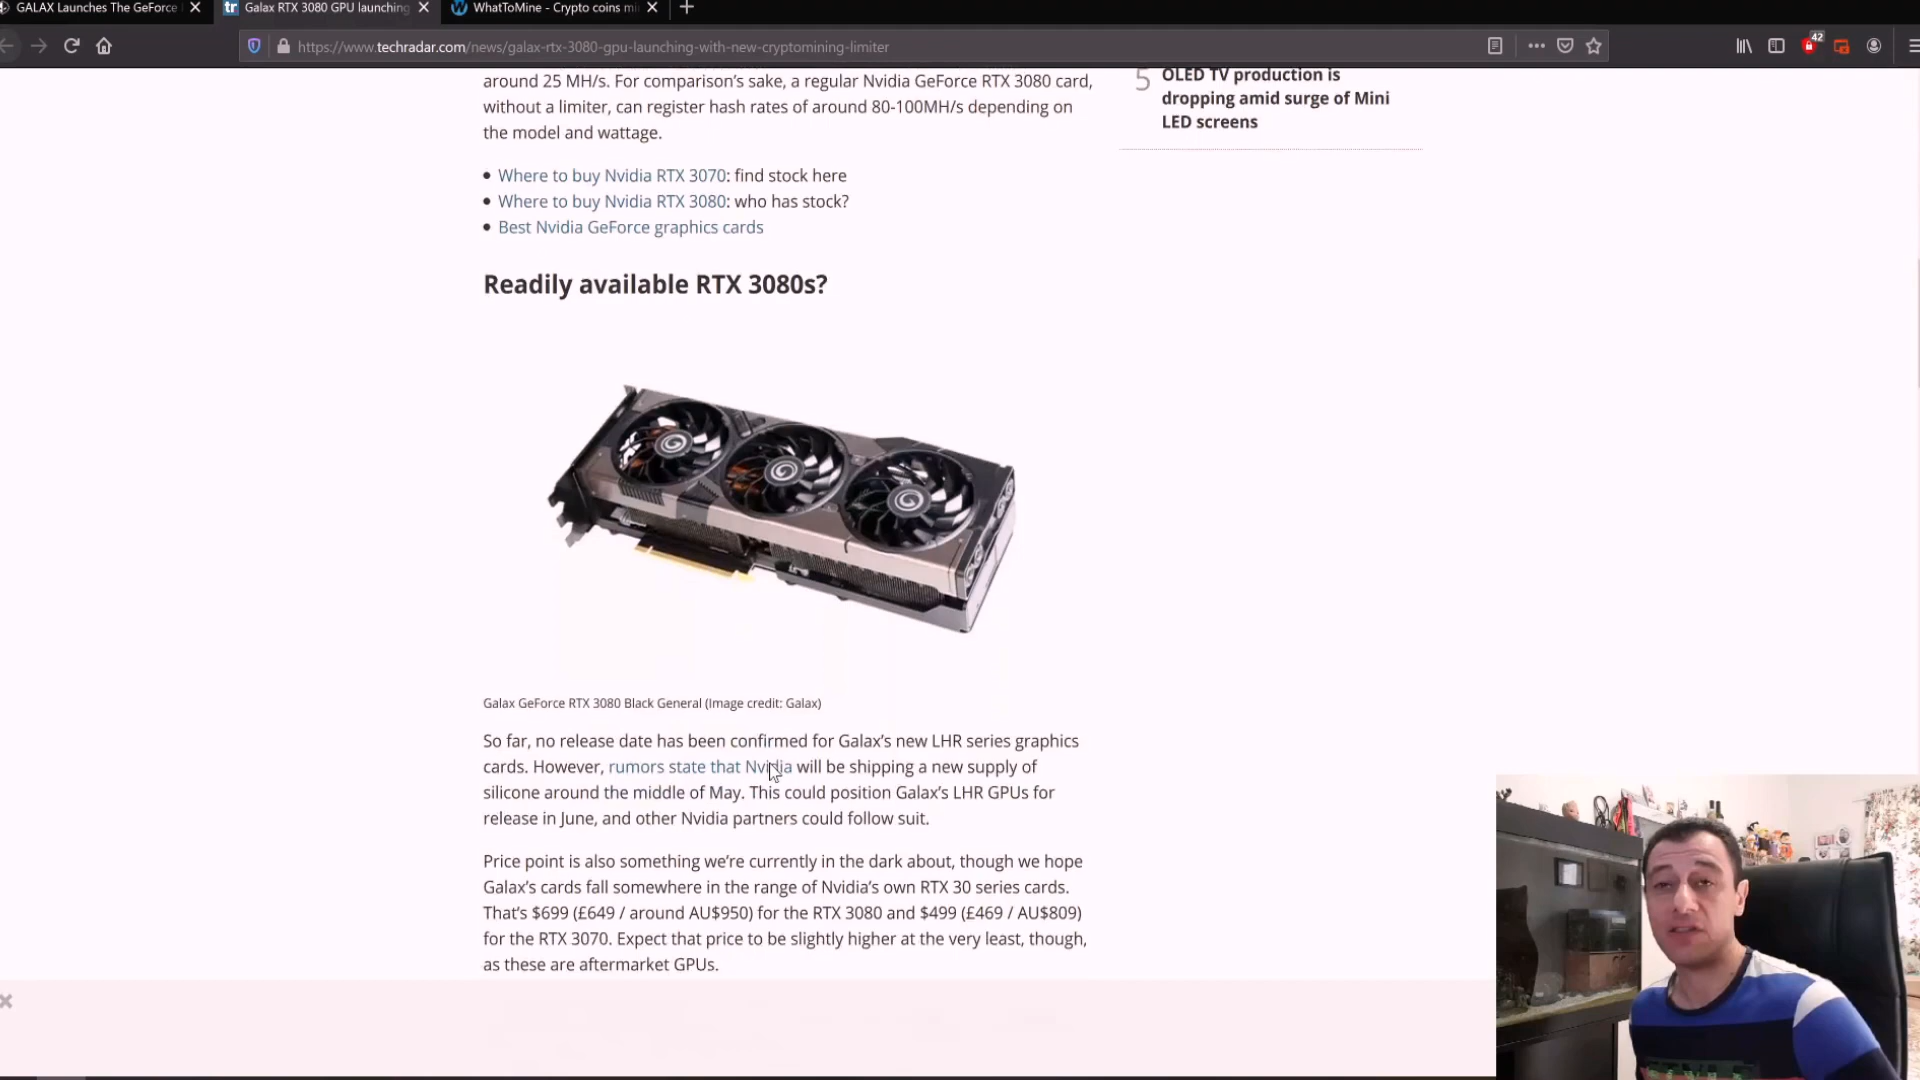 GALAX Launches The GeForce
Galax RTX 3080 GPU launching
WhatToMine - Crypto coins mi
https://www.techradar.com/news/galax-rtx-3080-gpu-launching-with-new-cryptomining-limiter
42
around 25 MH/s. For comparison's sake, a regular Nvidia GeForce RTX 3080 card,
without a limiter, can register hash rates of around 80-100MH/s depending on
the model and wattage.
• Where to buy Nvidia RTX 3070: find stock here
• Where to buy Nvidia RTX 3080: who has stock?
• Best Nvidia GeForce graphics cards
Readily available RTX 3080s?
Galax GeForce RTX 3080 Black General (Image credit: Galax)
So far, no release date has been confirmed for Galax's new LHR series graphics
cards. However, rumors state that Nvidia will be shipping a new supply of
silicone around the middle of May. This could position Galax's LHR GPUs for
release in June, and other Nvidia partners could follow suit.
Price point is also something we're currently in the dark about, though we hope
Galax's cards fall somewhere in the range of Nvidia's own RTX 30 series cards.
That's $699 (£649 / around AU$950) for the RTX 3080 and $499 (£469 / AU$809)
for the RTX 3070. Expect that price to be slightly higher at the very least, though,
as these are aftermarket GPUs.
5
OLED TV production is
dropping amid surge of Mini
LED screens